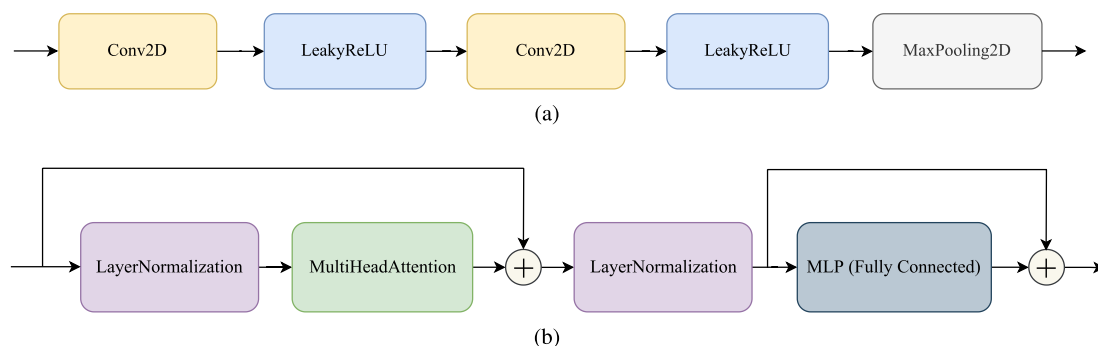 Conv2D LeakyReLU Conv2D LeakyReLU MaxPooling2D
(a)
LayerNormalization MultiHeadAttention + LayerNormalization MLP (Fully Connected) +
(b)